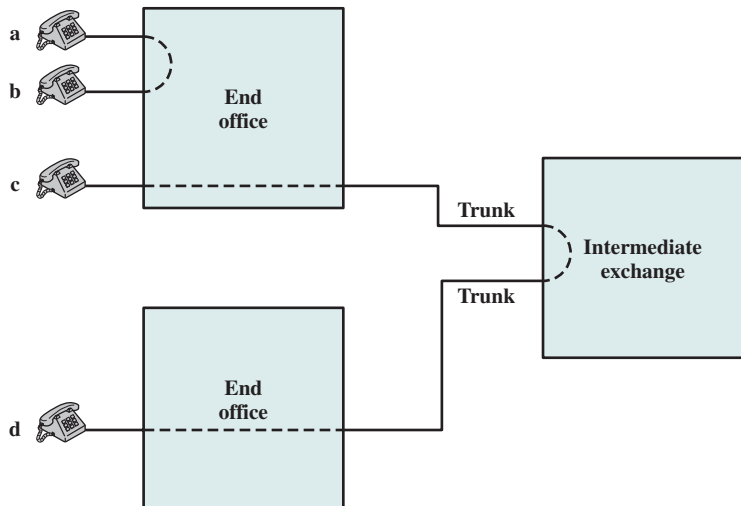 a
b
End
office
c
Trunk
Intermediate
exchange
Trunk
End
office
d